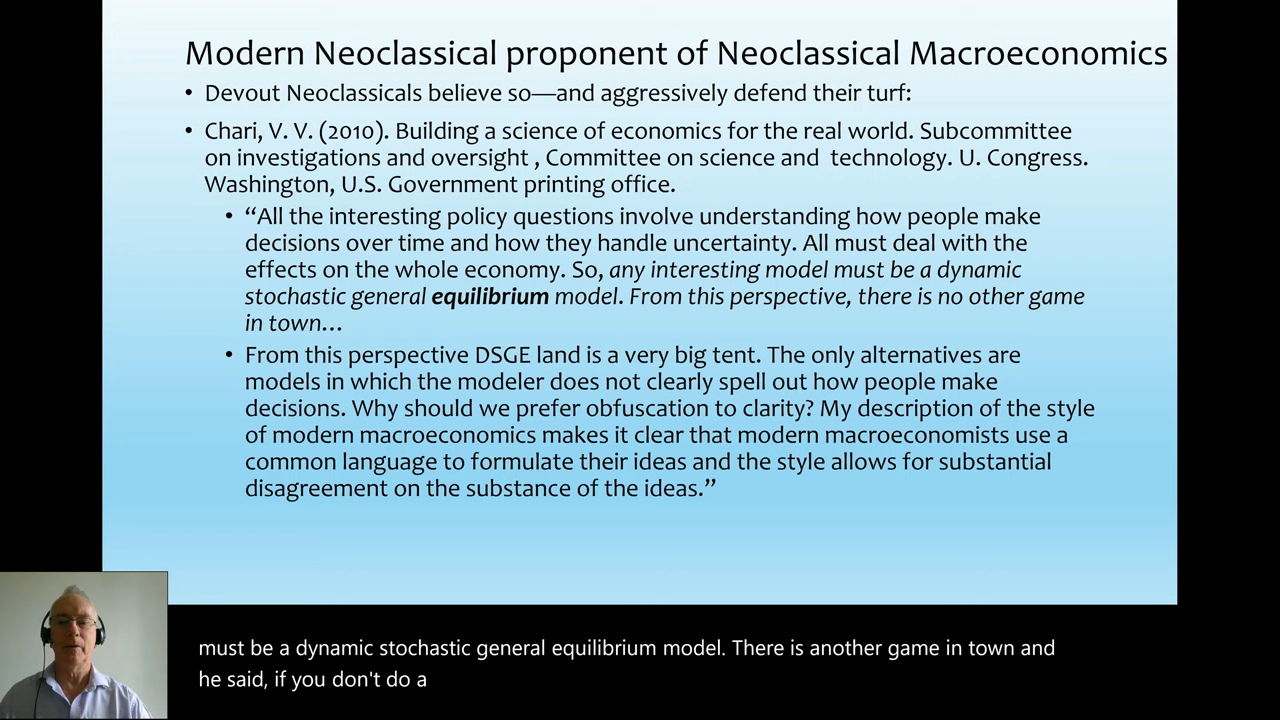 Modern Neoclassical proponent of Neoclassical Macroeconomics
• Devout Neoclassicals believe so—and aggressively defend their turf:
• Chari, V. V. (2010). Building a science of economics for the real world. Subcommittee
on investigations and oversight , Committee on science and technology. U. Congress.
Washington, U.S. Government printing office.
• “All the interesting policy questions involve understanding how people make
decisions over time and how they handle uncertainty. All must deal with the
effects on the whole economy. So, any interesting model must be a dynamic
stochastic general equilibrium model. From this perspective, there is no other game
in town…
• From this perspective DSGE land is a very big tent. The only alternatives are
models in which the modeler does not clearly spell out how people make
decisions. Why should we prefer obfuscation to clarity? My description of the style
of modern macroeconomics makes it clear that modern macroeconomists use a
common language to formulate their ideas and the style allows for substantial
disagreement on the substance of the ideas.”
must be a dynamic stochastic general equilibrium model. There is another game in town and
he said, if you don't do a